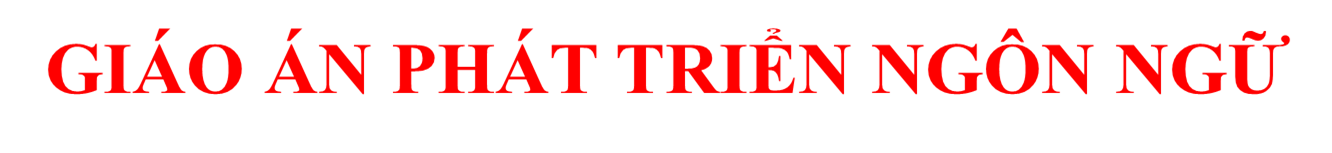 GIÁO ÁN PHÁT TRIỂN NGÔN NGỮ